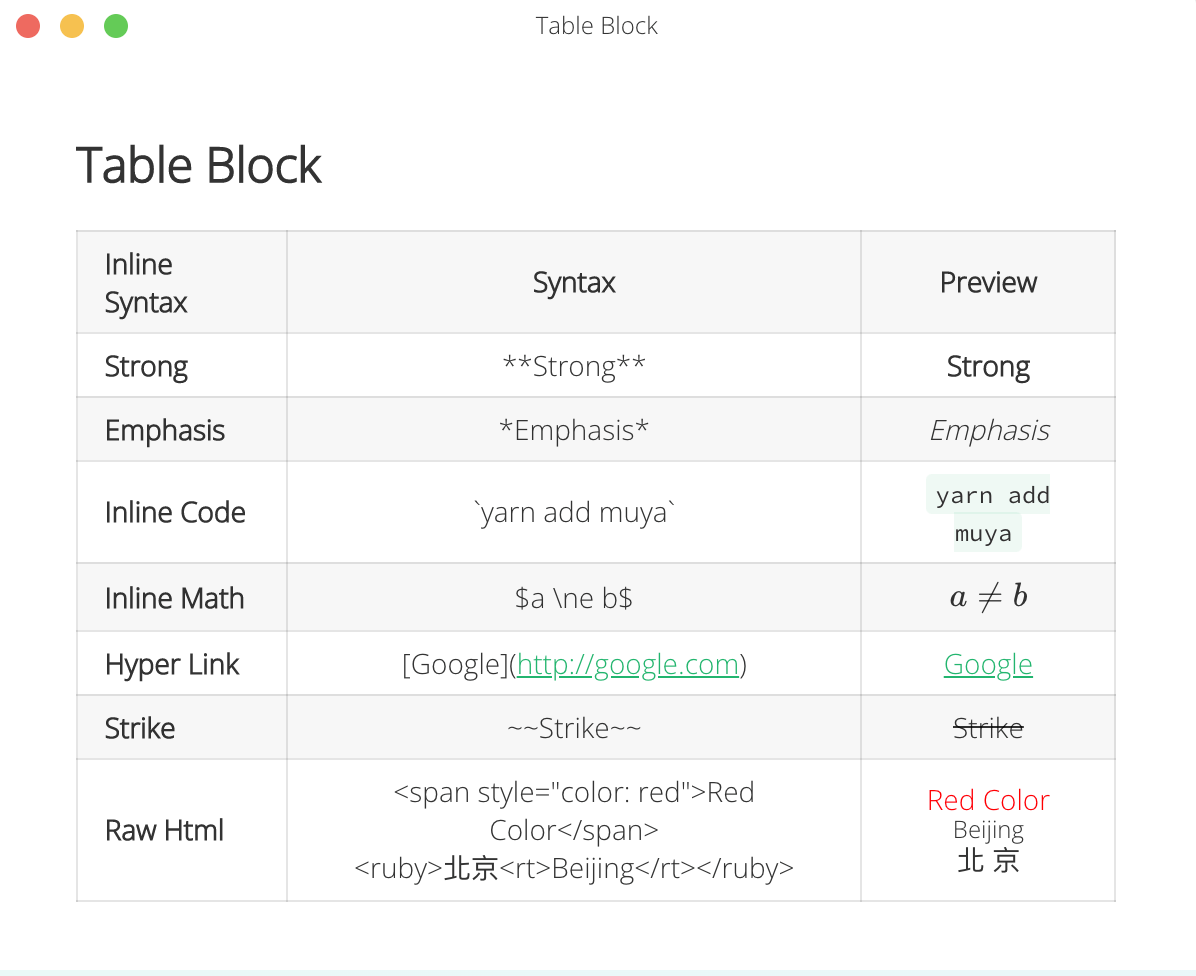 Table Block
Table Block
Inline
Syntax
Syntax
Preview
Strong
**Strong**
Strong
Emphasis
*Emphasis*
Emphasis
Inline Code
`yarn add muya`
yarn add
muya
Inline Math
$a \ne b$
a ≠ b
Hyper Link
[Google](http://google.com)
Google
Strike
~~Strike~~
Strike
Raw Html
<span style="color: red">Red
Color</span>
<ruby>北京<rt>Beijing</rt></ruby>
Red Color
Beijing
北京